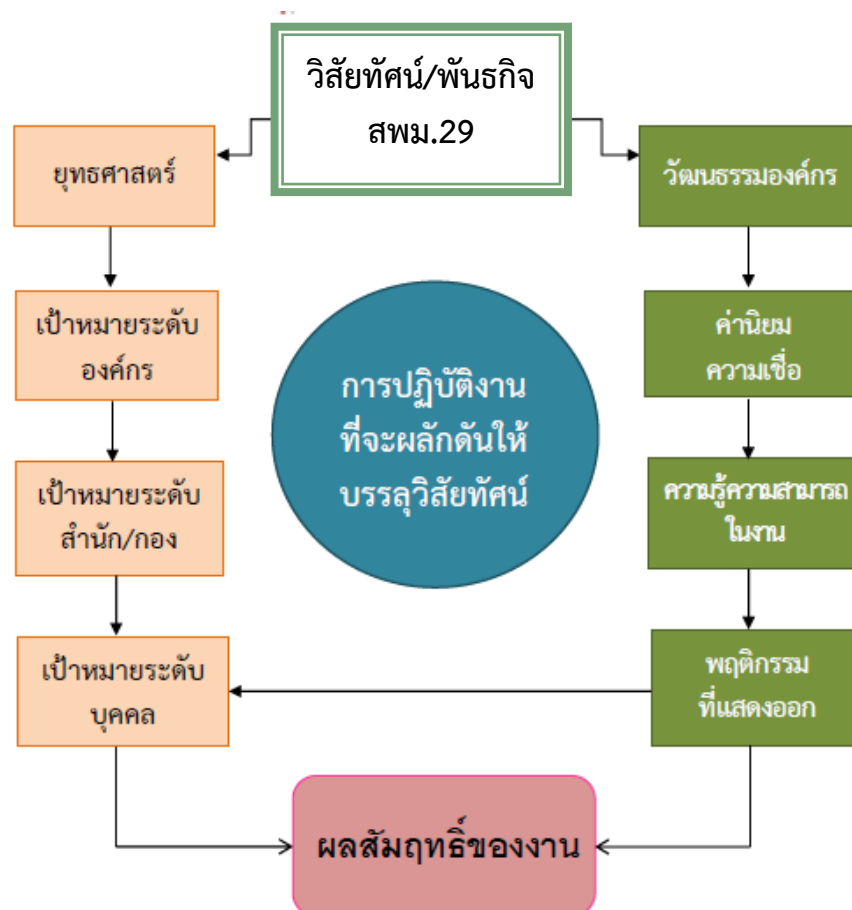 วิสัยทัศน์/พันธกิจ
สพม.29
ยุทธศาสตร์
วัฒนธรรมองค์กร
เป้าหมายระดับ
องค์กร
ค่านิยม
ความเชื่อ
การปฏิบัติงาน
ที่จะผลักดันให้
บรรลุวิสัยทัศน์
เป้าหมายระดับ
สำนัก/กอง
ความรู้ความสามารถ
ในงาน
เป้าหมายระดับ
บุคคล
พฤติกรรม
ที่แสดงออก
ผลสัมฤทธิ์ของงาน